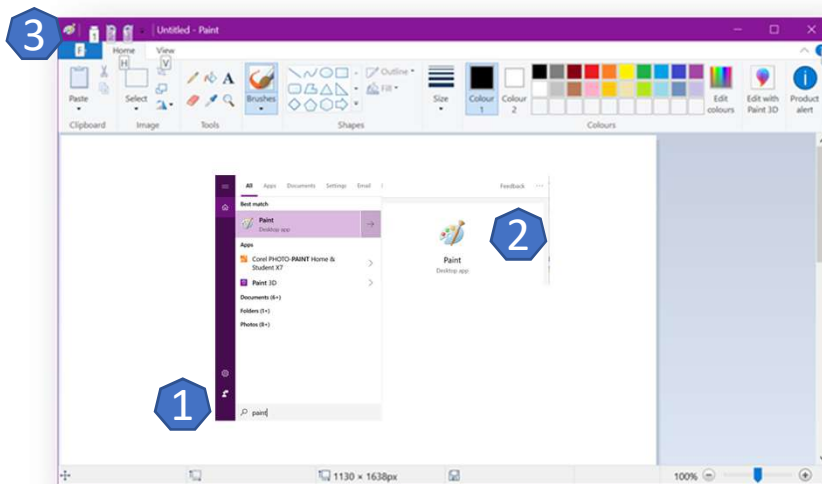 3
Untitled - Paint
F
Home
View
H
V
Paste
Select
Brushes
Outline
Fill
Size
Colour 1
Colour 2
Edit colours
Edit with Paint 3D
Product alert
Clipboard
Image
Tools
Shapes
Colours
All Apps Documents Settings Email
Feedback ...
Best match
Paint
Desktop app
Apps
Corel PHOTO-PAINT Home &
Student X7
Paint 3D
Documents (6+)
Folders (1+)
Photos (8+)
2
Paint
Desktop app
1
paint
1130 × 1638px
100%